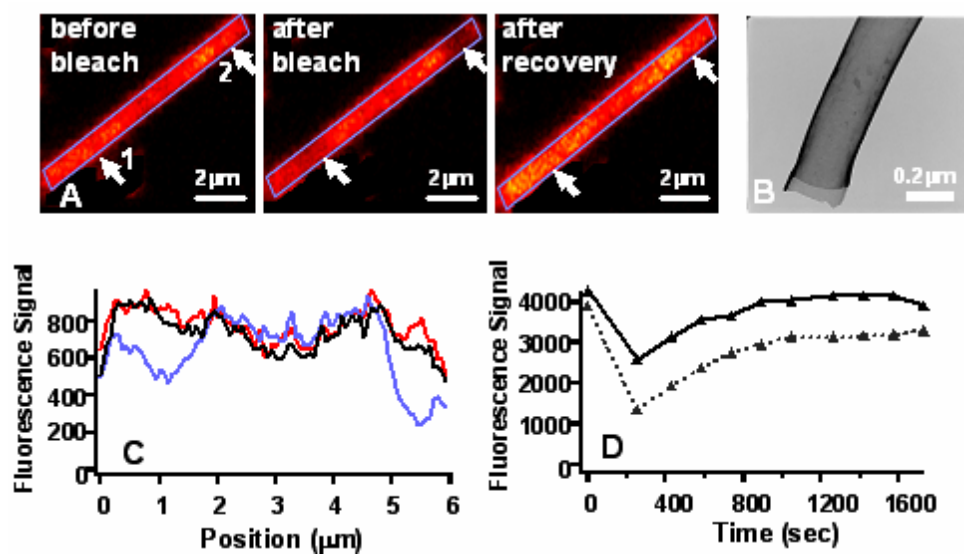 before
bleach
2
1
A
2µm
after
bleach
2µm
after
recovery
2µm
B
0.2µm
Fluorescence Signal
800
600
400
200
0
C
0 1 2 3 4 5 6
Position (µm)
Fluorescence Signal
4000
3000
2000
1000
0
D
0 400 800 1200 1600
Time (sec)